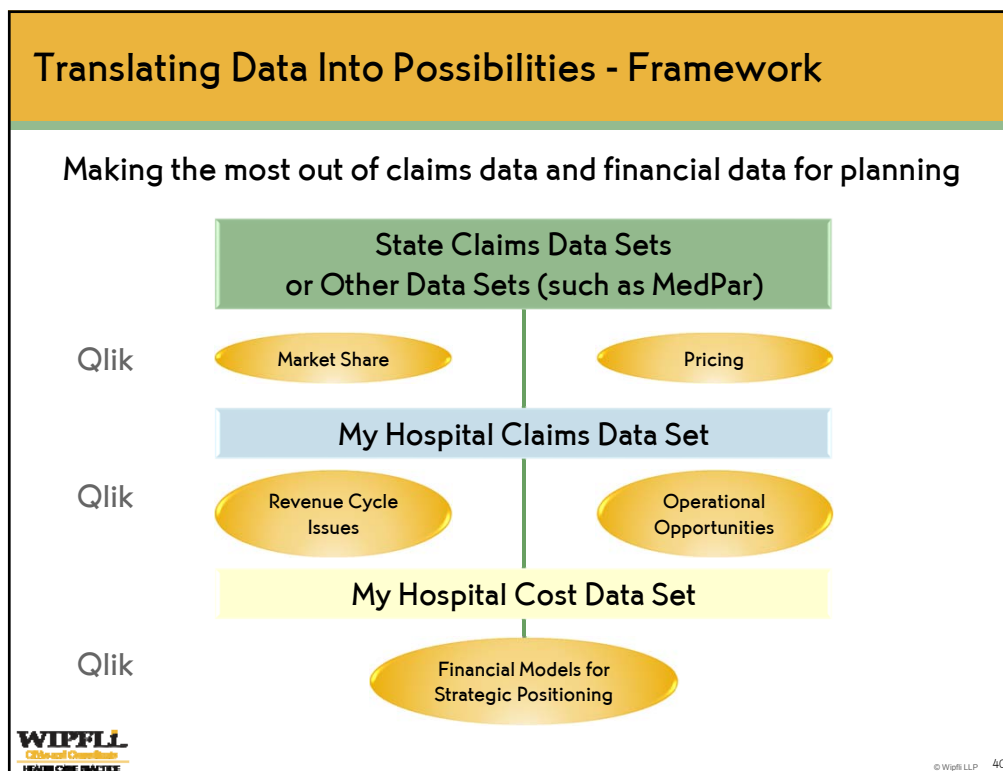 Translating Data Into Possibilities - Framework
Making the most out of claims data and financial data for planning
State Claims Data Sets
or Other Data Sets (such as MedPar)
Qlik
Market Share
Pricing
My Hospital Claims Data Set
Qlik
Revenue Cycle
Issues
Operational
Opportunities
My Hospital Cost Data Set
Qlik
Financial Models for
Strategic Positioning
WIPFLi
HEALTH CARE PRACTICE
© Wipfli LLP 40